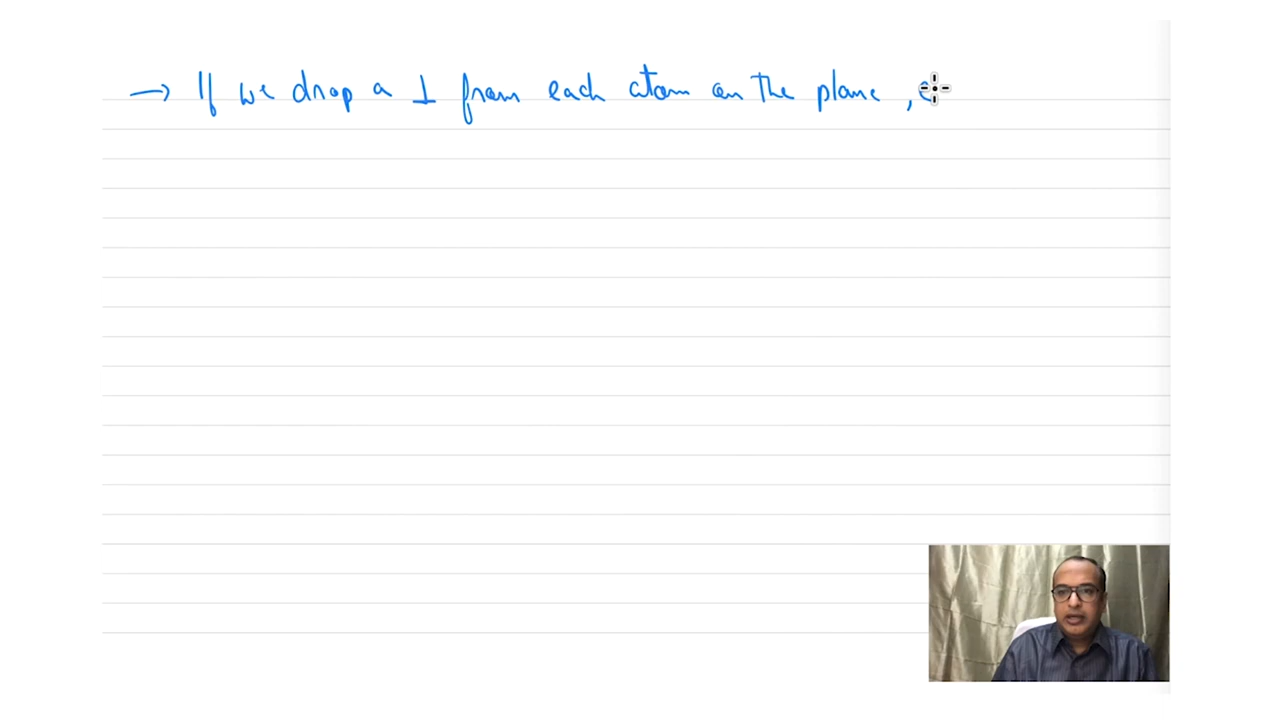 → If we drop a ⊥ from each atom on the plane ,